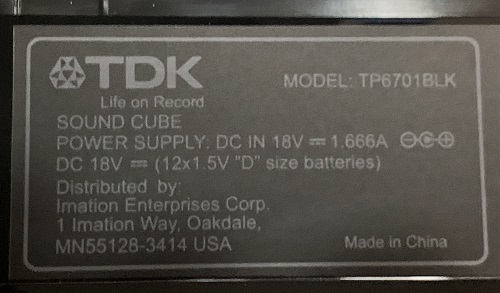 TDK
Life on Record
MODEL: TP6701BLK
SOUND CUBE
POWER SUPPLY: DC IN 18V ⎓ 1.666A
DC 18V ⎓ (12x1.5V "D" size batteries)
Distributed by:
Imation Enterprises Corp.
1 Imation Way, Oakdale,
MN55128-3414 USA
Made in China